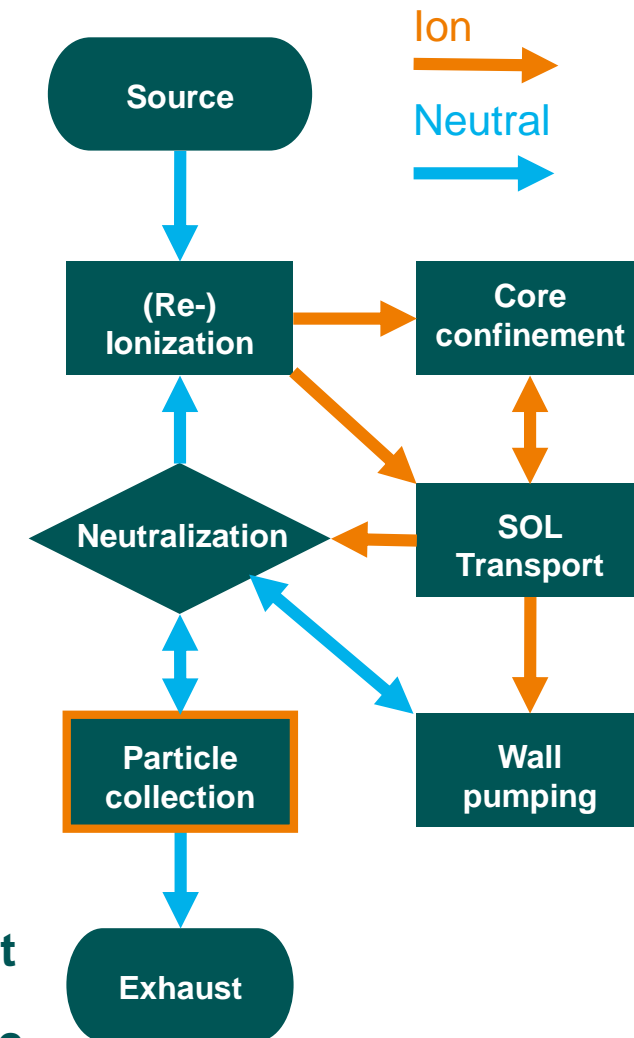 Ion
Source
Neutral
(Re-)
Ionization
Core
confinement
Neutralization
SOL
Transport
Particle
collection
Wall
pumping
Exhaust